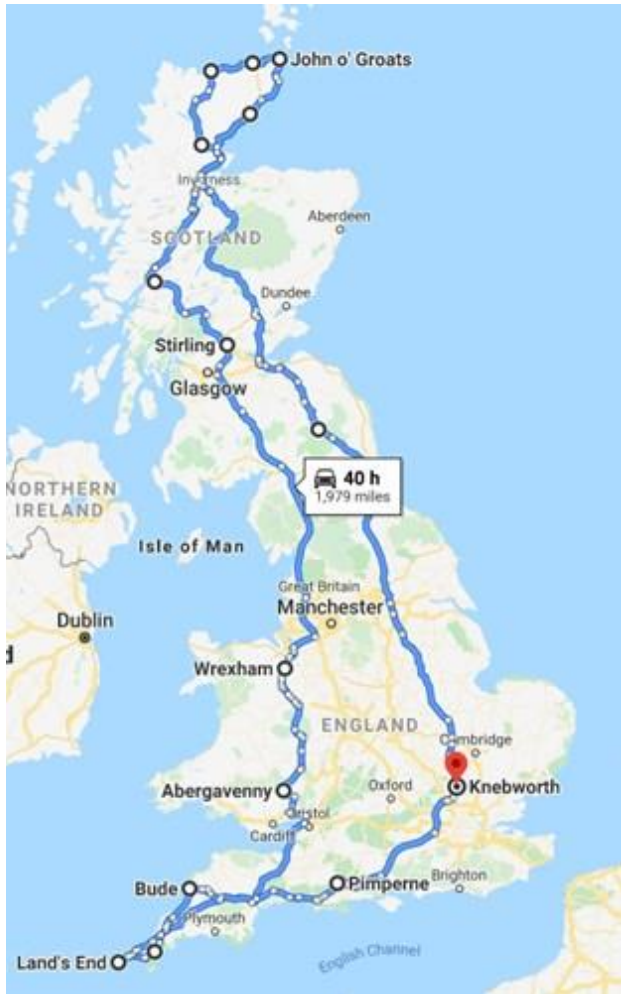 John o' Groats
Inverness
Aberdeen
SCOTLAND
Dundee
Stirling
Glasgow
40 h
1,979 miles
NORTHERN
IRELAND
Isle of Man
Great Britain
Manchester
Dublin
d
Wrexham
ENGLAND
Cambridge
Knebworth
Abergavenny
Oxford
Bristol
Cardiff
Bude
Pimperne
Brighton
Plymouth
Land's End
English Channel